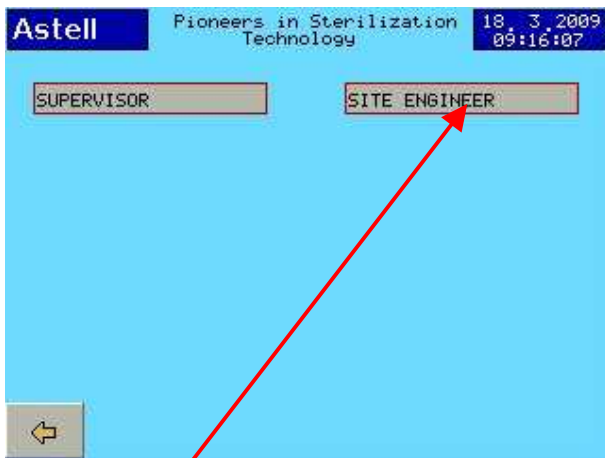 Astell
Pioneers in Sterilization
Technology
18. 3.2009
09:16:07
SUPERVISOR
SITE ENGINEER